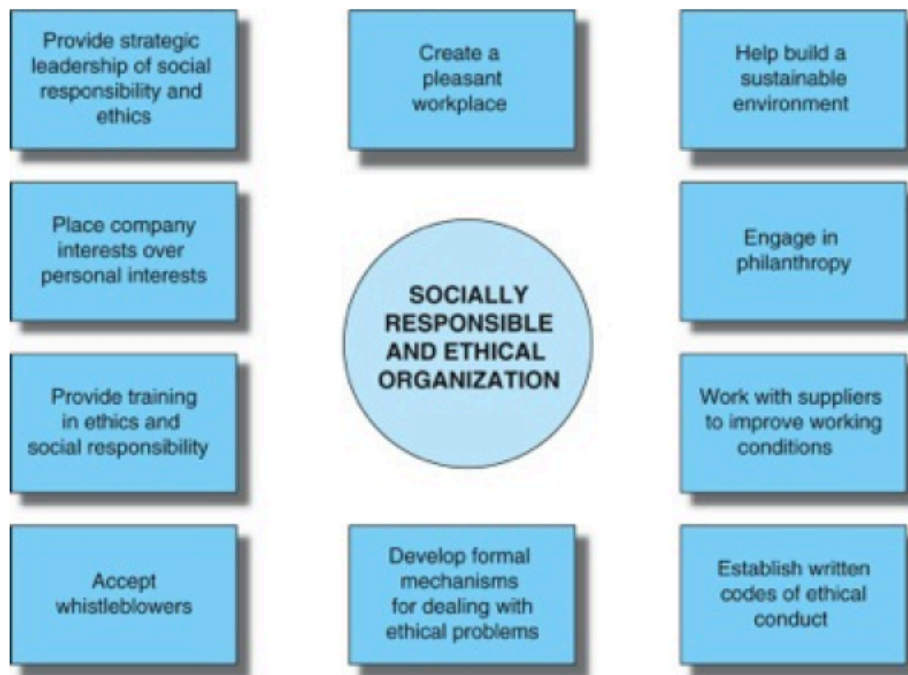 Provide strategic
leadership of social
responsibility and
ethics
Create a
pleasant
workplace
Help build a
sustainable
environment
Place company
interests over
personal interests
SOCIALLY
RESPONSIBLE
AND ETHICAL
ORGANIZATION
Engage in
philanthropy
Provide training
in ethics and
social responsibility
Work with suppliers
to improve working
conditions
Accept
whistleblowers
Develop formal
mechanisms
for dealing with
ethical problems
Establish written
codes of ethical
conduct